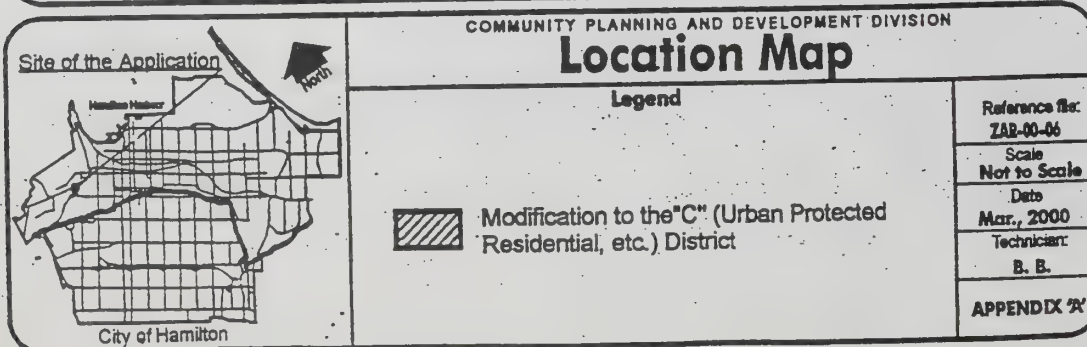 COMMUNITY PLANNING AND DEVELOPMENT DIVISION
Location Map
Site of the Application
North
Hamilton Harbour
City of Hamilton
Legend
Modification to the "C" (Urban Protected
Residential, etc.) District
Reference file:
ZAR-00-06
Scale
Not to Scale
Date
Mar., 2000
Technician:
B. B.
APPENDIX 'A'